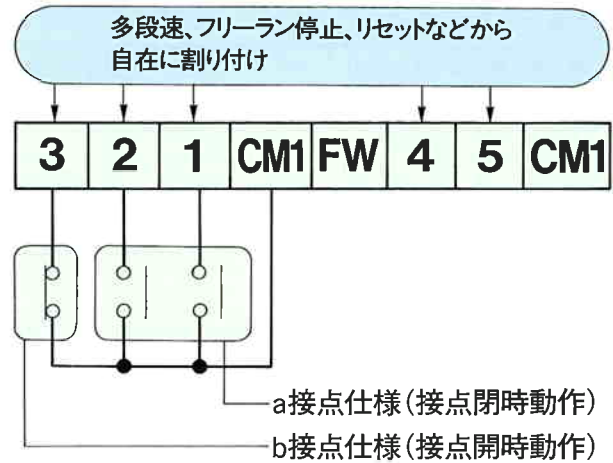 多段速、フリーラン停止、リセットなどから
自在に割り付け
3 2 1 CM1 FW 4 5 CM1
a接点仕様(接点閉時動作)
b接点仕様(接点開時動作)